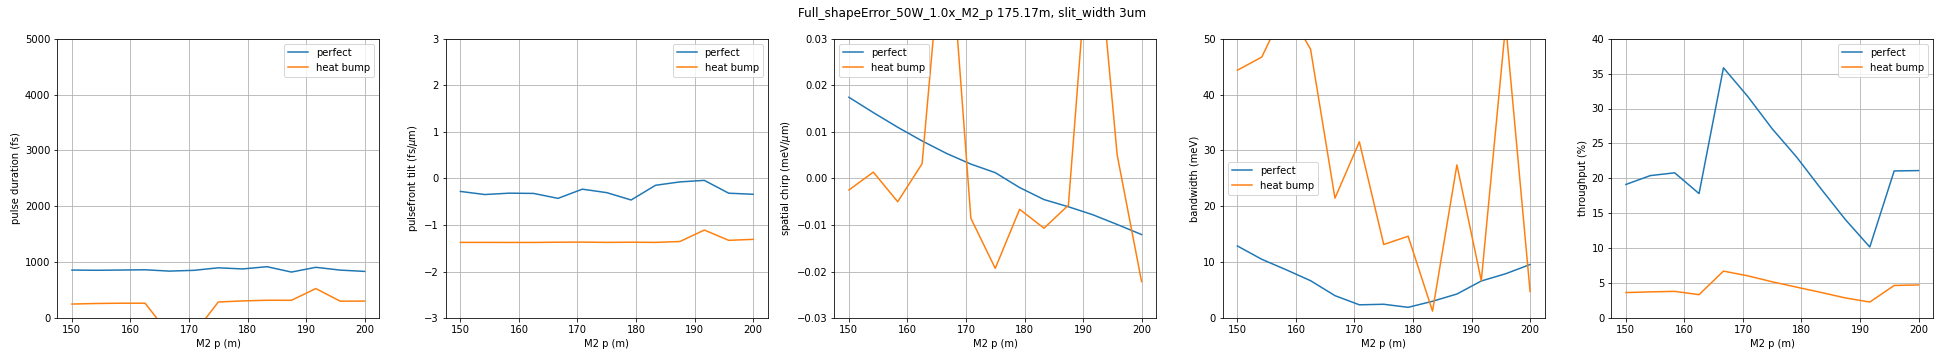 Full_shapeError_50W_1.0x_M2_p 175.17m, slit_width 3um
pulse duration (fs)
5000
4000
3000
2000
1000
0
150 160 170 180 190 200
M2 p (m)
perfect
heat bump
pulsefront tilt (fs/μm)
3
2
1
0
−1
−2
−3
150 160 170 180 190 200
M2 p (m)
perfect
heat bump
spatial chirp (meV/μm)
0.03
0.02
0.01
0.00
−0.01
−0.02
−0.03
150 160 170 180 190 200
M2 p (m)
perfect
heat bump
bandwidth (meV)
50
40
30
20
10
0
150 160 170 180 190 200
M2 p (m)
perfect
heat bump
throughput (%)
40
35
30
25
20
15
10
5
0
150 160 170 180 190 200
M2 p (m)
perfect
heat bump